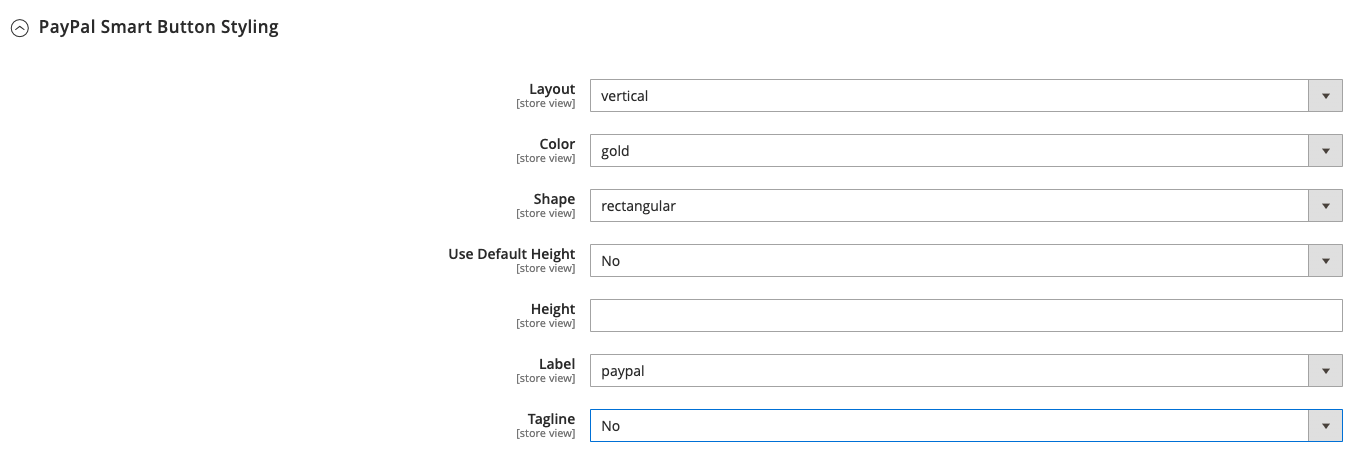 PayPal Smart Button Styling
Layout
[store view]
vertical
Color
[store view]
gold
Shape
[store view]
rectangular
Use Default Height
[store view]
No
Height
[store view]
Label
[store view]
paypal
Tagline
[store view]
No